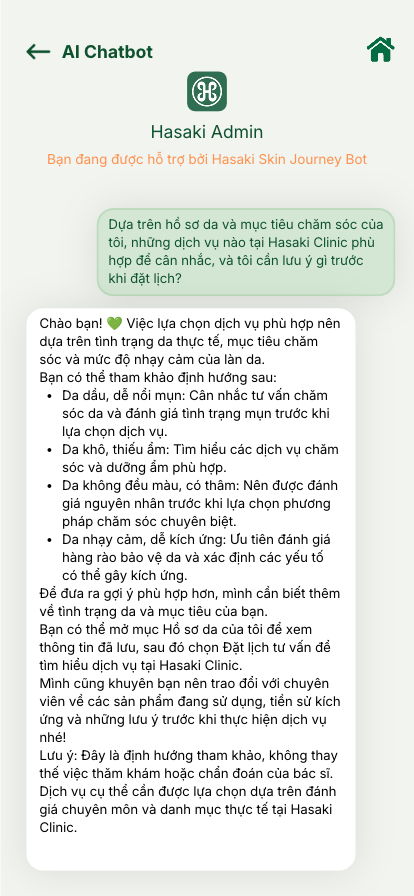 AI Chatbot
Hasaki Admin
Bạn đang được hỗ trợ bởi Hasaki Skin Journey Bot
Dựa trên hồ sơ da và mục tiêu chăm sóc của
tôi, những dịch vụ nào tại Hasaki Clinic phù
hợp để cân nhắc, và tôi cần lưu ý gì trước
khi đặt lịch?
Chào bạn! 💚 Việc lựa chọn dịch vụ phù hợp nên
dựa trên tình trạng da thực tế, mục tiêu chăm
sóc và mức độ nhạy cảm của làn da.
Bạn có thể tham khảo định hướng sau:
• Da dầu, dễ nổi mụn: Cân nhắc tư vấn chăm
sóc da và đánh giá tình trạng mụn trước khi
lựa chọn dịch vụ.
• Da khô, thiếu ẩm: Tìm hiểu các dịch vụ chăm
sóc và dưỡng ẩm phù hợp.
• Da không đều màu, có thâm: Nên được đánh
giá nguyên nhân trước khi lựa chọn phương
pháp chăm sóc chuyên biệt.
• Da nhạy cảm, dễ kích ứng: Ưu tiên đánh giá
hàng rào bảo vệ da và xác định các yếu tố
có thể gây kích ứng.
Để đưa ra gợi ý phù hợp hơn, mình cần biết thêm
về tình trạng da và mục tiêu của bạn.
Bạn có thể mở mục Hồ sơ da của tôi để xem
thông tin đã lưu, sau đó chọn Đặt lịch tư vấn để
tìm hiểu dịch vụ tại Hasaki Clinic.
Mình cũng khuyên bạn nên trao đổi với chuyên
viên về các sản phẩm đang sử dụng, tiền sử kích
ứng và những lưu ý trước khi thực hiện dịch vụ
nhé!
Lưu ý: Đây là định hướng tham khảo, không thay
thế việc thăm khám hoặc chẩn đoán của bác sĩ.
Dịch vụ cụ thể cần được lựa chọn dựa trên đánh
giá chuyên môn và danh mục thực tế tại Hasaki
Clinic.